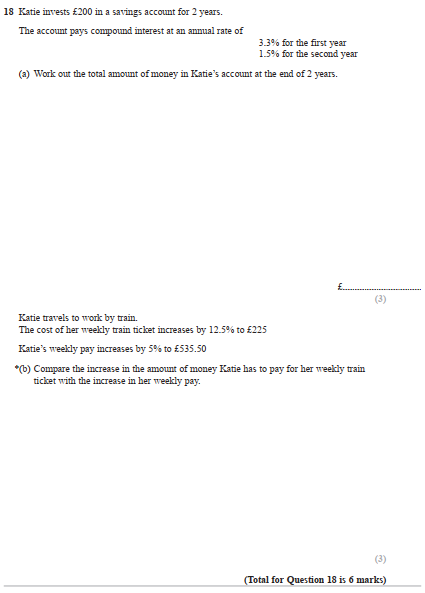 18 Katie invests £200 in a savings account for 2 years.
The account pays compound interest at an annual rate of
3.3% for the first year
1.5% for the second year
(a) Work out the total amount of money in Katie's account at the end of 2 years.
£..............................
(3)
Katie travels to work by train.
The cost of her weekly train ticket increases by 12.5% to £225
Katie's weekly pay increases by 5% to £535.50
*(b) Compare the increase in the amount of money Katie has to pay for her weekly train
ticket with the increase in her weekly pay.
(3)
(Total for Question 18 is 6 marks)